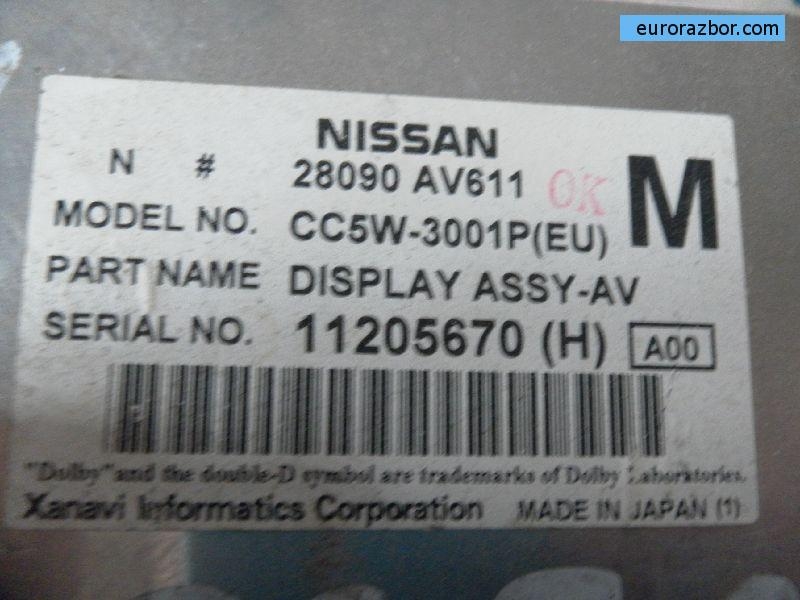 eurorazbor.com
NISSAN
N # 28090 AV611 OK M
MODEL NO. CC5W-3001P(EU)
PART NAME DISPLAY ASSY-AV
SERIAL NO. 11205670 (H) A00
"Dolby"and the double-D symbol are trademarks of Dolby Laboratories.
Xanavi Informatics Corporation MADE IN JAPAN (1)